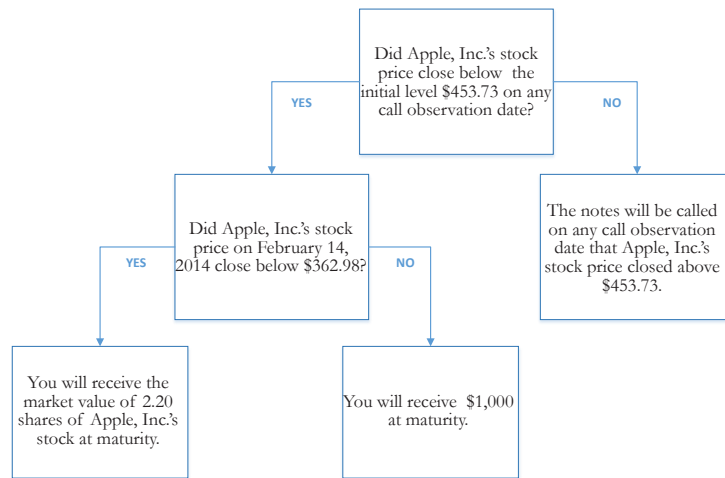 Did Apple, Inc.'s stock
price close below the
initial level $453.73 on any
call observation date?
YES
NO
Did Apple, Inc.'s stock
price on February 14,
2014 close below $362.98?
The notes will be called
on any call observation
date that Apple, Inc.'s
stock price closed above
$453.73.
YES
NO
You will receive the
market value of 2.20
shares of Apple, Inc.'s
stock at maturity.
You will receive $1,000
at maturity.